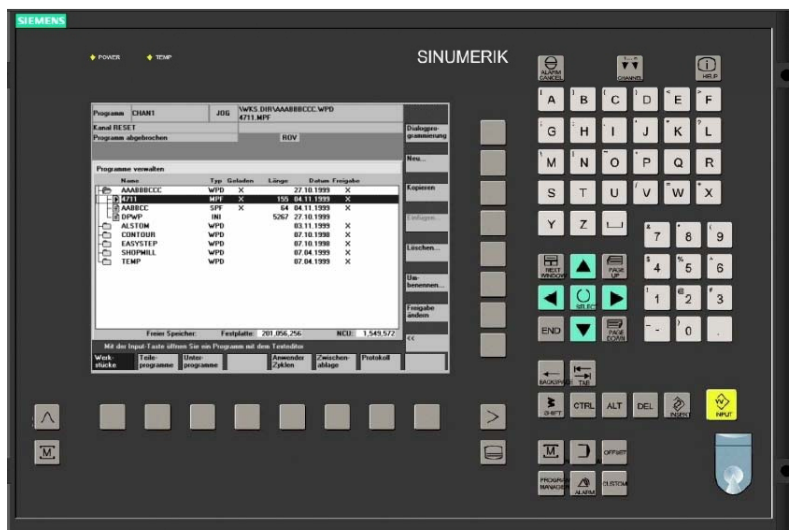 SIEMENS
POWER TEMP
SINUMERIK
ALARM CANCEL
CHANNEL
HELP
Programm CHAN1 JOG \WKS.DIR\AAABBBCCC.WPD
4711.MPF
Kanal RESET
Programm abgebrochen ROV
Programme verwalten
Name Typ Geladen Länge Datum Freigabe
AAABBBCCC WPD X 27.10.1999 X
4711 MPF X 155 04.11.1999 X
AABBCC SPF X 64 04.11.1999 X
DPWP INI 5267 27.10.1999
ALSTOM WPD 03.11.1999 X
CONTOUR WPD 07.10.1998 X
EASYSTEP WPD 07.10.1998 X
SHOPMILL WPD 07.04.1999 X
TEMP WPD 07.04.1999 X
Freier Speicher: Festplatte: 201,056,256 NCU: 1,549,572
Mit der Input-Taste öffnen Sie ein Programm mit dem Texteditor
Dialogpro-
grammierung
Neu...
Kopieren
Einfügen...
Löschen...
Um-
benennen...
Freigabe
ändern
<<
Werk-
stücke
Teile-
programme
Unter-
programme
Anwender
Zyklen
Zwischen-
ablage
Protokoll
A B C D E F
G H I J K L
M N O P Q R
S T U V W X
Y Z
7 8 9
NEXT WINDOW
PAGE UP
4 5 6
SELECT
1 2 3
END
PAGE DOWN
- 0 .
BACKSPACE TAB
SHIFT CTRL ALT DEL INSERT INPUT
M
M OFFSET
PROGRAM MANAGER ALARM CUSTOM